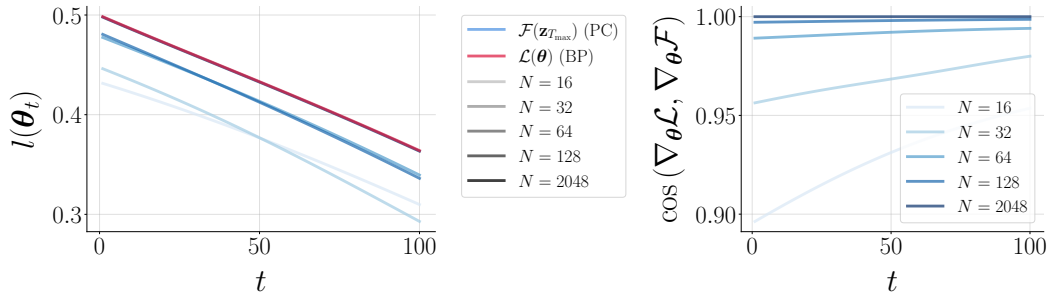 0.5
0.4
0.3
l(θₜ)
0
50
100
t
𝓕(𝐳_{T_max}) (PC)
𝓛(θ) (BP)
N = 16
N = 32
N = 64
N = 128
N = 2048
1.00
0.95
0.90
cos (∇_θ𝓛, ∇_θ𝓕)
0
50
100
t
N = 16
N = 32
N = 64
N = 128
N = 2048